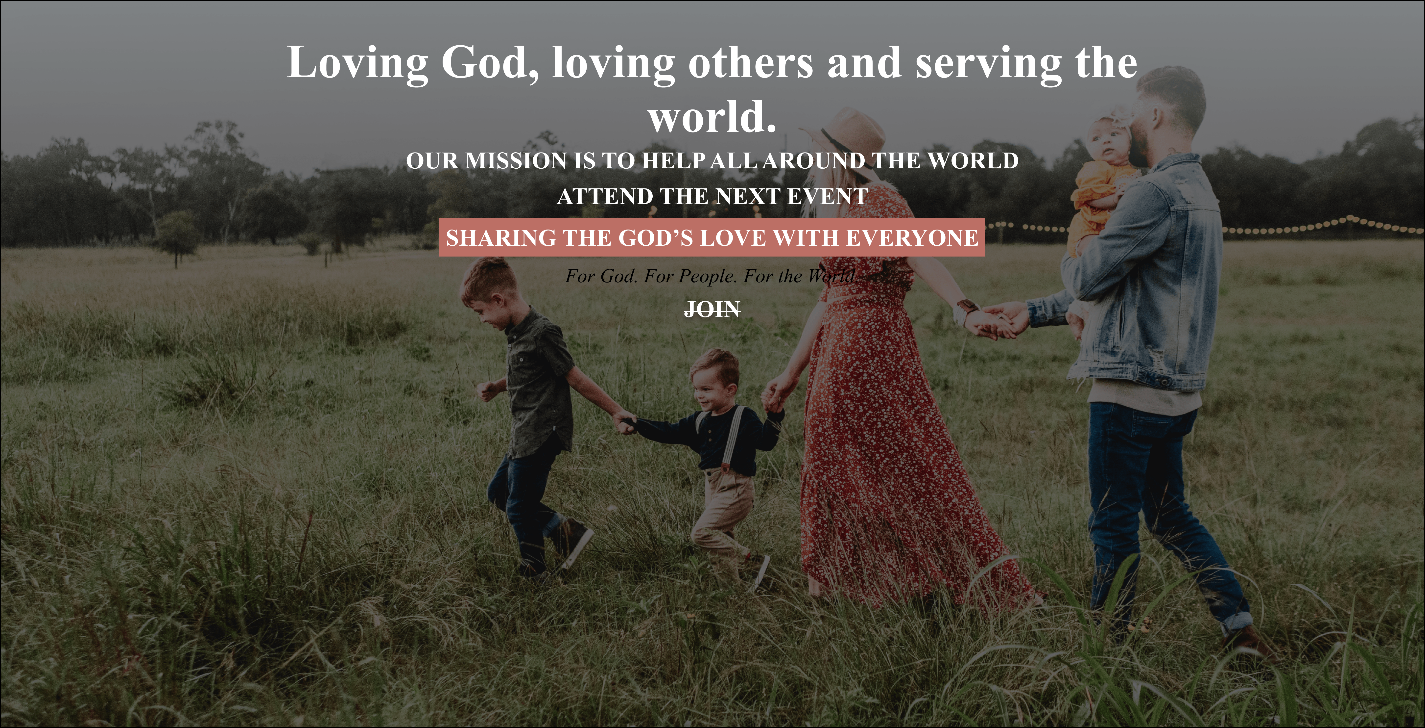 Loving God, loving others and serving the
world.
OUR MISSION IS TO HELP ALL AROUND THE WORLD
ATTEND THE NEXT EVENT
SHARING THE GOD’S LOVE WITH EVERYONE
For God. For People. For the World.
JOIN